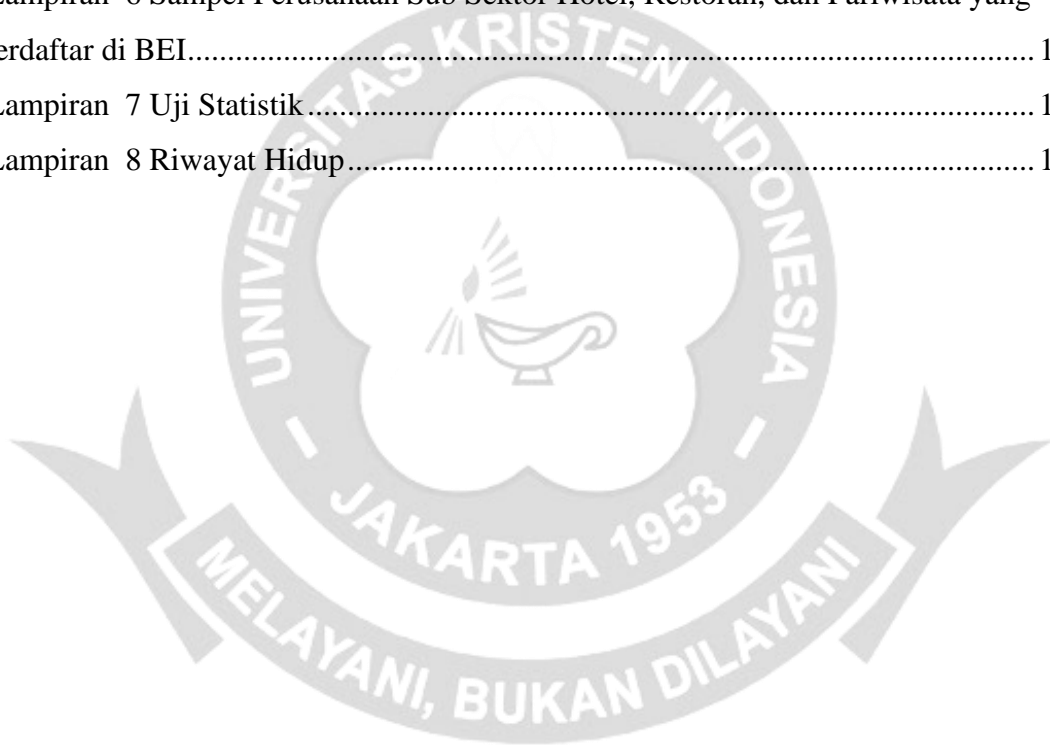 Lampiran 6 Sampel Perusahaan Sub Sektor Hotel, Restoran, dan Pariwisata yang
erdaftar di BEI.......................................................................................................... 1
Lampiran 7 Uji Statistik........................................................................................... 1
Lampiran 8 Riwayat Hidup...................................................................................... 1
UNIVERSITAS KRISTEN INDONESIA
JAKARTA 1953
MELAYANI, BUKAN DILAYANI